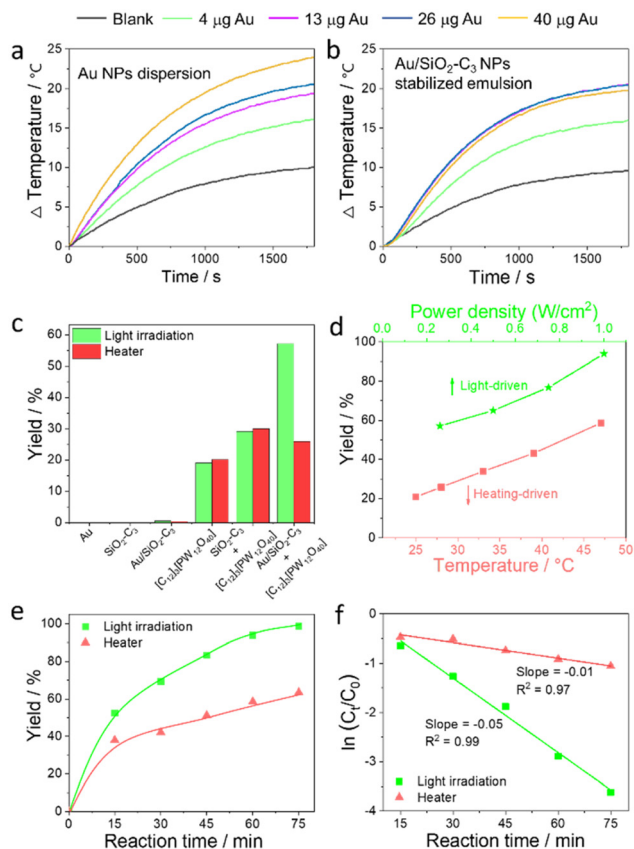 Blank 4 μg Au 13 μg Au 26 μg Au 40 μg Au
a
Au NPs dispersion
△ Temperature / °C
25
20
15
10
5
0
0 500 1000 1500
Time / s
b
Au/SiO₂-C₃ NPs
stabilized emulsion
△ Temperature / °C
25
20
15
10
5
0
0 500 1000 1500
Time / s
c
Light irradiation
Heater
Yield / %
60
50
40
30
20
10
0
Au
SiO₂-C₃
Au/SiO₂-C₃
[C₁₂]₃[PW₁₂O₄₀]
SiO₂-C₃
+
[C₁₂]₃[PW₁₂O₄₀]
Au/SiO₂-C₃
+
[C₁₂]₃[PW₁₂O₄₀]
d
Power density (W/cm²)
0.0 0.2 0.4 0.6 0.8 1.0
Yield / %
100
80
60
40
20
0
Light-driven
Heating-driven
25 30 35 40 45 50
Temperature / °C
e
Light irradiation
Heater
Yield / %
100
80
60
40
20
0
0 15 30 45 60 75
Reaction time / min
f
ln (Cₜ/C₀)
0
-1
-2
-3
-4
Slope = -0.01
R² = 0.97
Slope = -0.05
R² = 0.99
Light irradiation
Heater
15 30 45 60 75
Reaction time / min